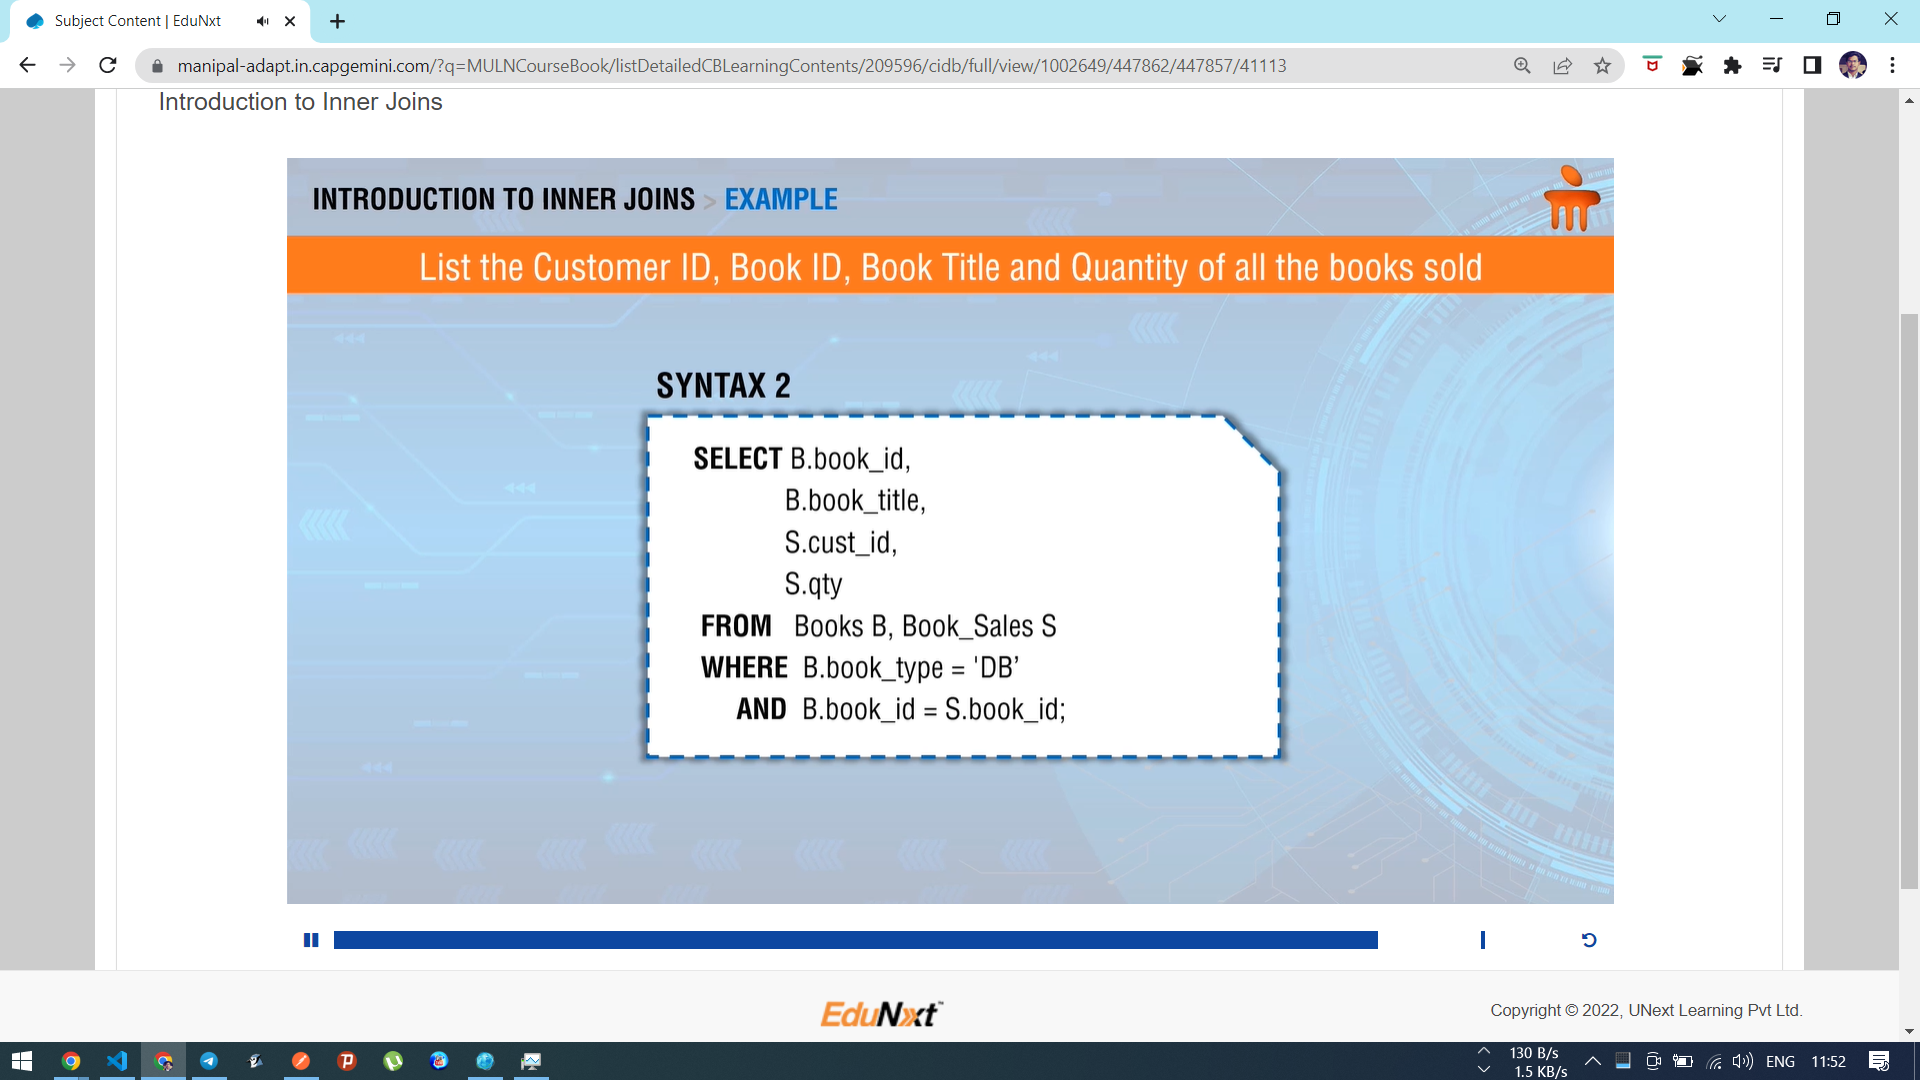 Subject Content | EduNxt
manipal-adapt.in.capgemini.com/?q=MULNCourseBook/listDetailedCBLearningContents/209596/cidb/full/view/1002649/447862/447857/41113
Introduction to Inner Joins
INTRODUCTION TO INNER JOINS > EXAMPLE
List the Customer ID, Book ID, Book Title and Quantity of all the books sold
SYNTAX 2
SELECT B.book_id,
B.book_title,
S.cust_id,
S.qty
FROM Books B, Book_Sales S
WHERE B.book_type = 'DB’
AND B.book_id = S.book_id;
EduNxt™
Copyright © 2022, UNext Learning Pvt Ltd.
130 B/s
1.5 KB/s
ENG
11:52